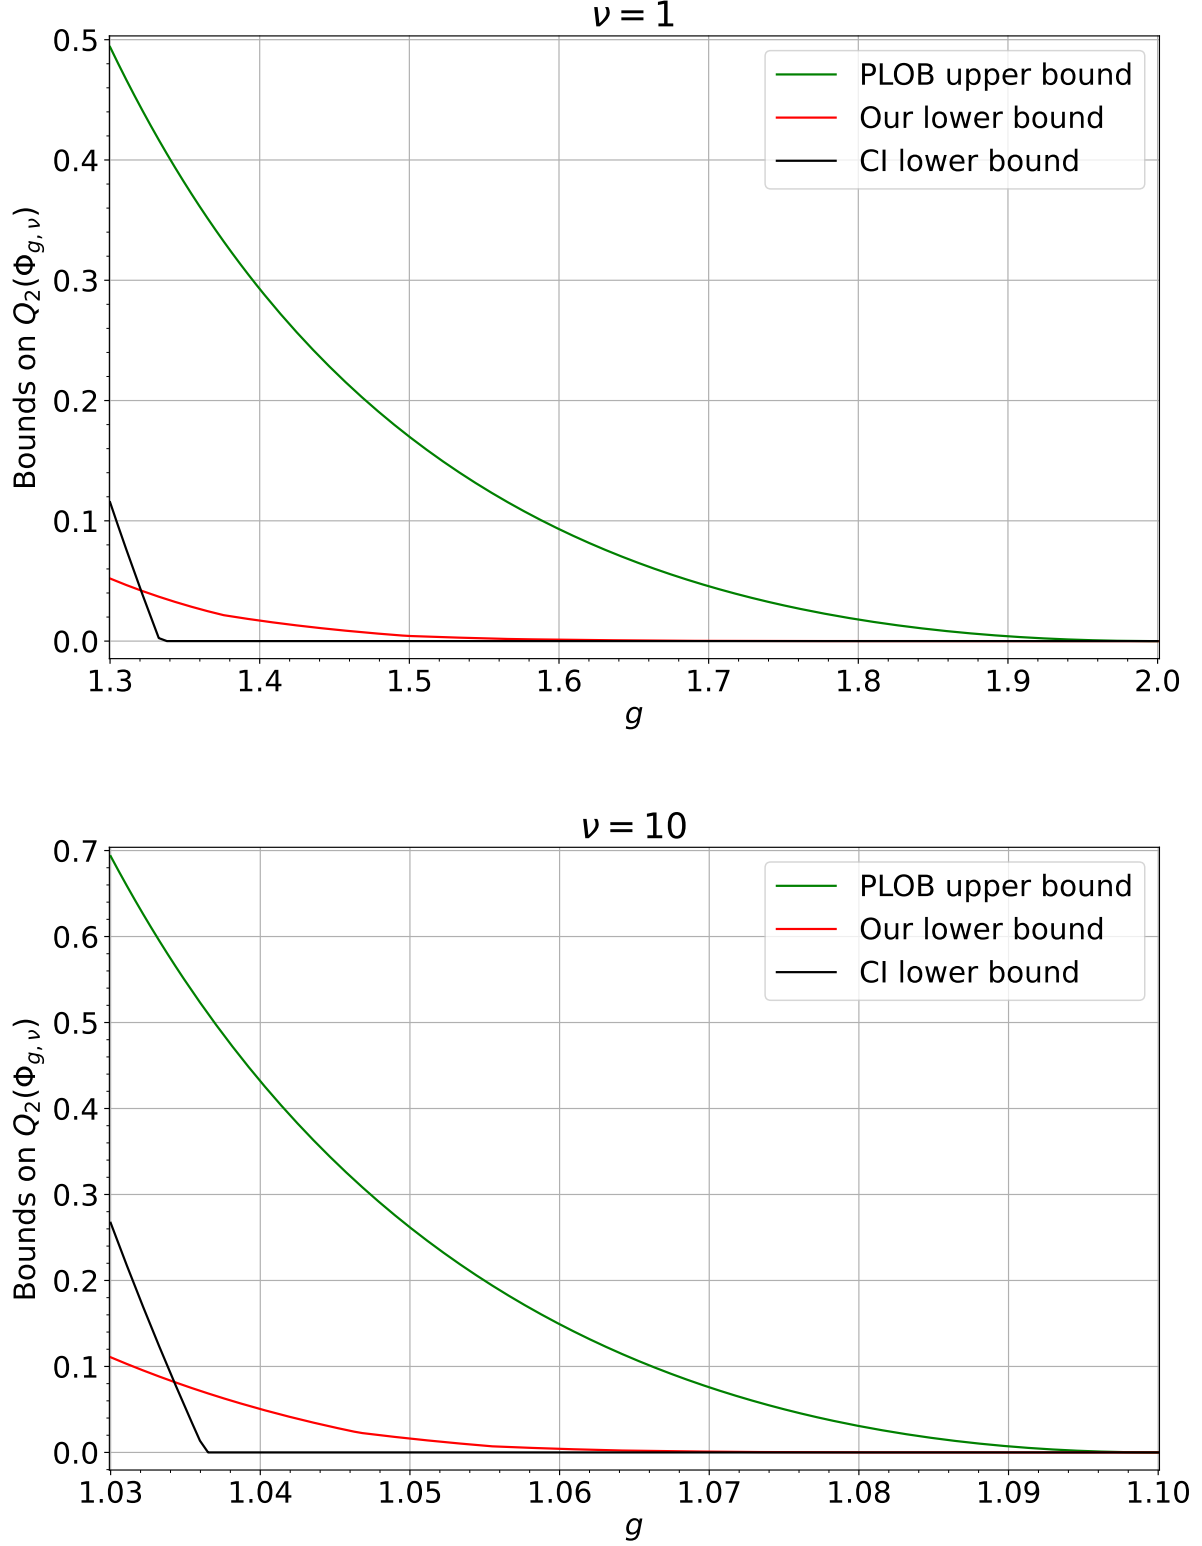 ν = 1
Bounds on Q₂(Φg,ν)
0.5
0.4
0.3
0.2
0.1
0.0
PLOB upper bound
Our lower bound
CI lower bound
1.3 1.4 1.5 1.6 1.7 1.8 1.9 2.0
g
ν = 10
Bounds on Q₂(Φg,ν)
0.7
0.6
0.5
0.4
0.3
0.2
0.1
0.0
PLOB upper bound
Our lower bound
CI lower bound
1.03 1.04 1.05 1.06 1.07 1.08 1.09 1.10
g